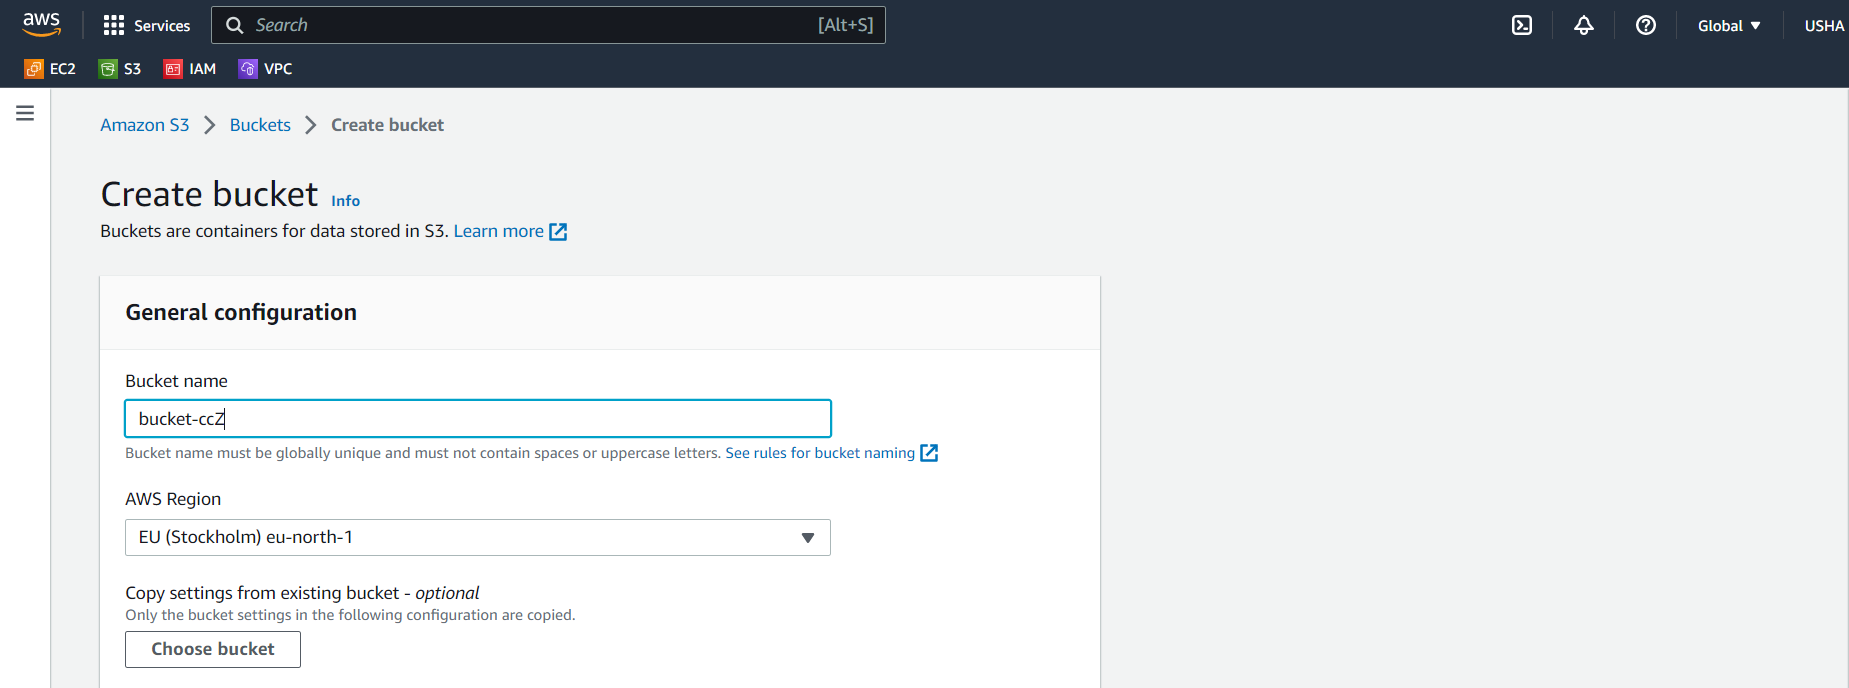 aws Services Search [Alt+S] Global USHA
EC2 S3 IAM VPC
Amazon S3 Buckets Create bucket
Create bucket Info
Buckets are containers for data stored in S3. Learn more
General configuration
Bucket name
bucket-ccZ
Bucket name must be globally unique and must not contain spaces or uppercase letters. See rules for bucket naming
AWS Region
EU (Stockholm) eu-north-1
Copy settings from existing bucket - optional
Only the bucket settings in the following configuration are copied.
Choose bucket